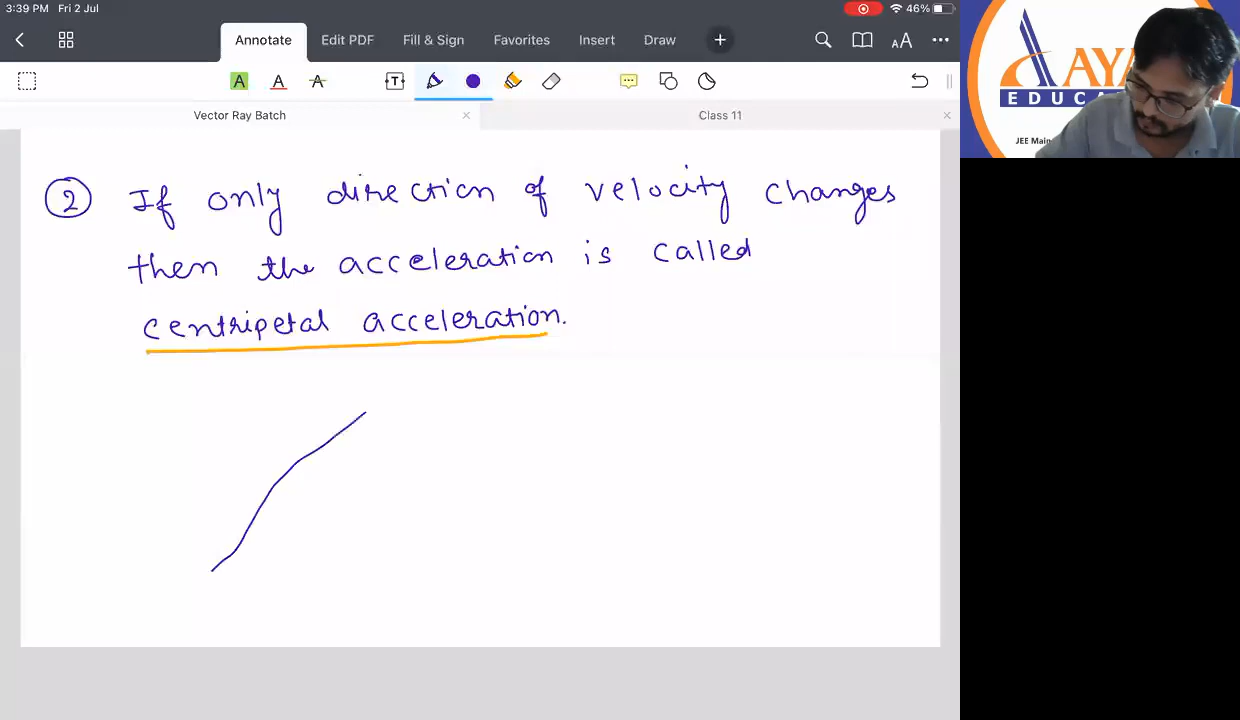 3:39 PM Fri 2 Jul
46%
Annotate Edit PDF Fill & Sign Favorites Insert Draw
Vector Ray Batch
Class 11
AYA
EDUCA
JEE Main
2 If only direction of velocity changes
then the acceleration is called
centripetal acceleration.